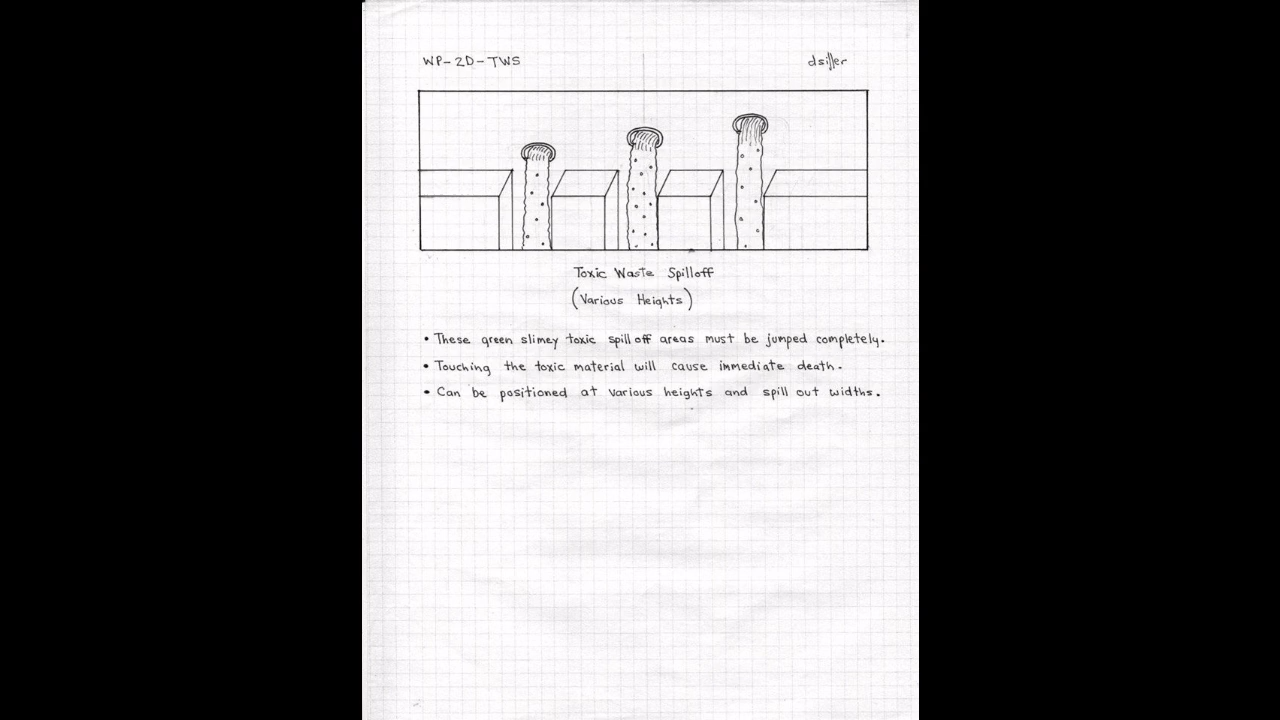 WP-2D-TWS
dsiller
Toxic Waste Spilloff
(Various Heights)
• These green slimey toxic spill off areas must be jumped completely.
• Touching the toxic material will cause immediate death.
• Can be positioned at various heights and spill out widths.